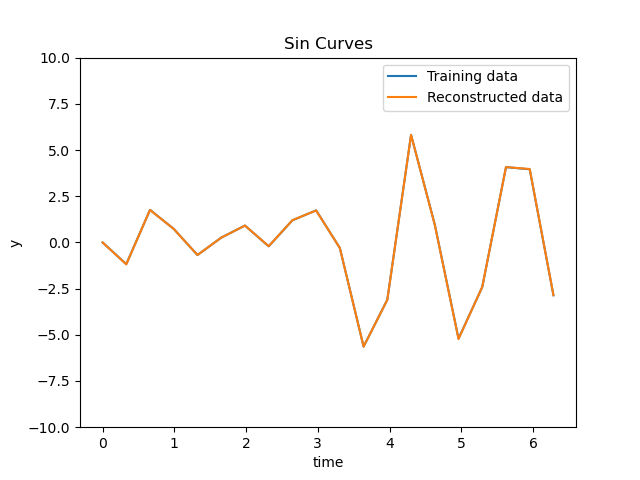 Sin Curves
10.0
7.5
5.0
2.5
0.0
−2.5
−5.0
−7.5
−10.0
y
Training data
Reconstructed data
0 1 2 3 4 5 6
time